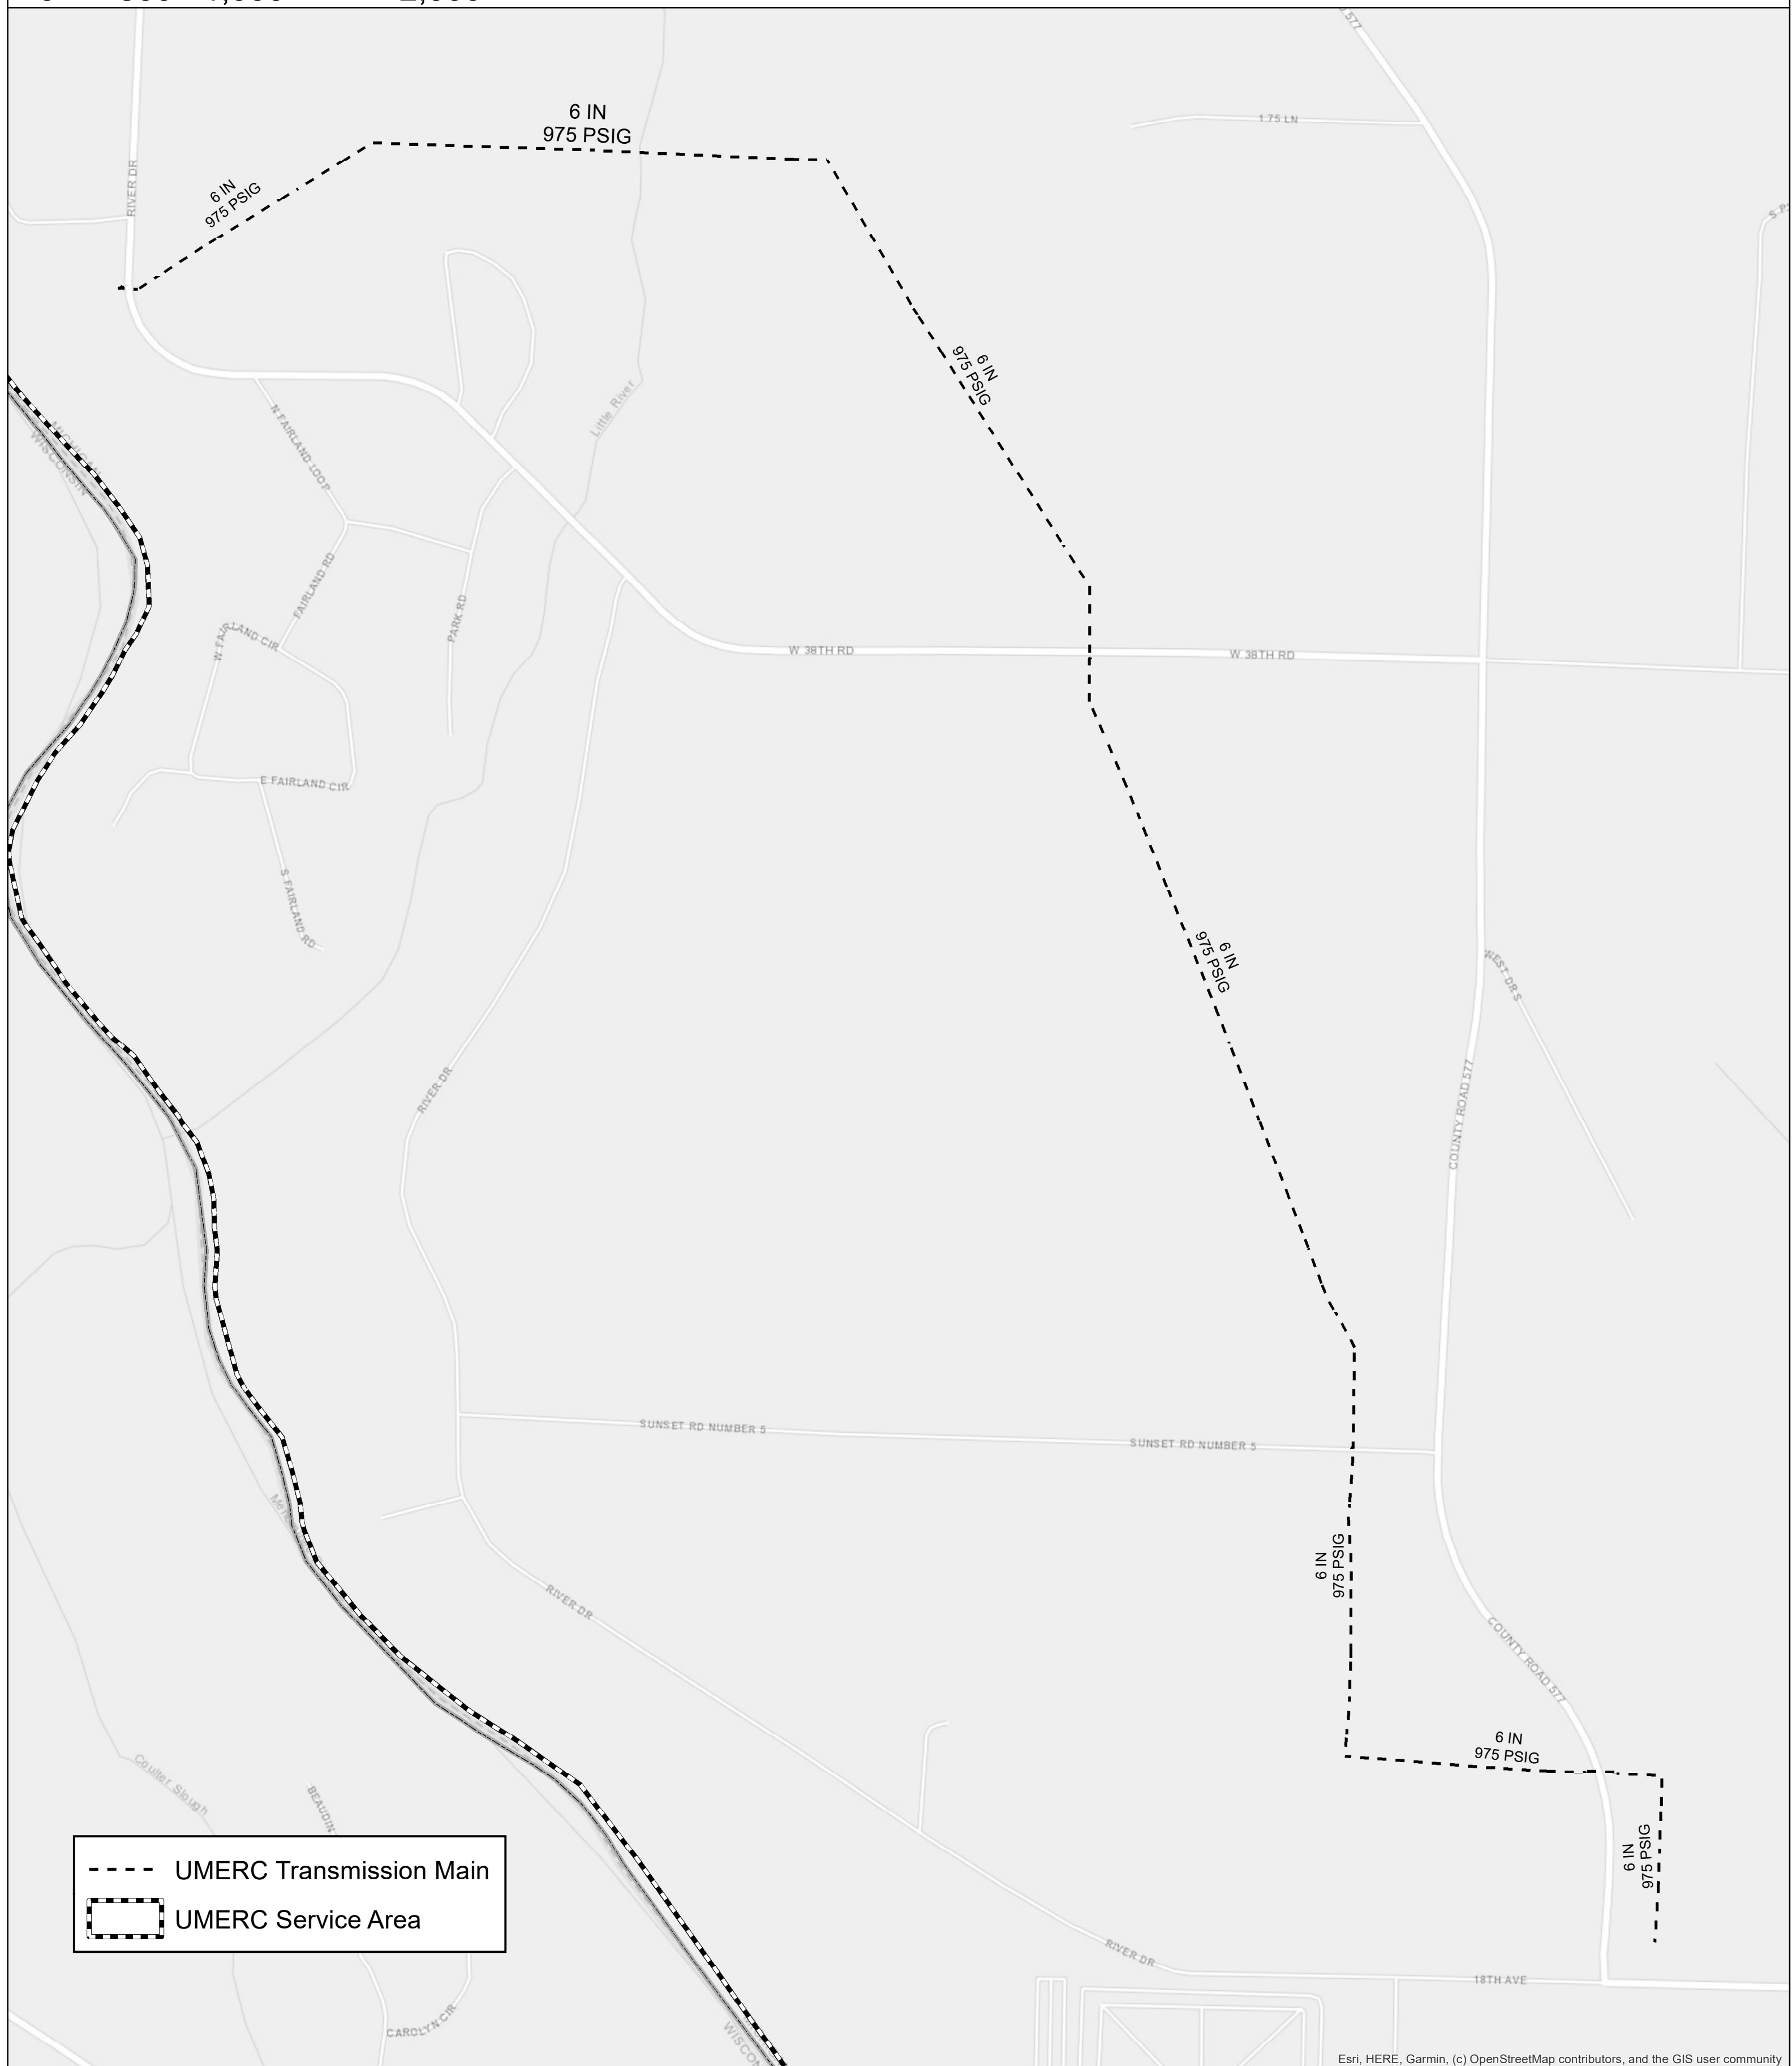 577
1.75 LN
6 IN
975 PSIG
RIVER DR
6 IN
975 PSIG
6 IN
975 PSIG
Little River
N FAIRLAND LOOP
MICHIGAN
WISCONSIN
FAIRLAND RD
PARK RD
W FAIRLAND CIR
W 38TH RD
W 38TH RD
E FAIRLAND CIR
S FAIRLAND RD
6 IN
975 PSIG
WEST DR S
RIVER DR
COUNTY ROAD 577
SUNSET RD NUMBER 5
SUNSET RD NUMBER 5
6 IN
975 PSIG
RIVER DR
COUNTY ROAD 577
6 IN
975 PSIG
Coulter Slough
BEAUDIN
6 IN
975 PSIG
UMERC Transmission Main
UMERC Service Area
RIVER DR
18TH AVE
CAROLYN CIR
WISCON
Esri, HERE, Garmin, (c) OpenStreetMap contributors, and the GIS user community